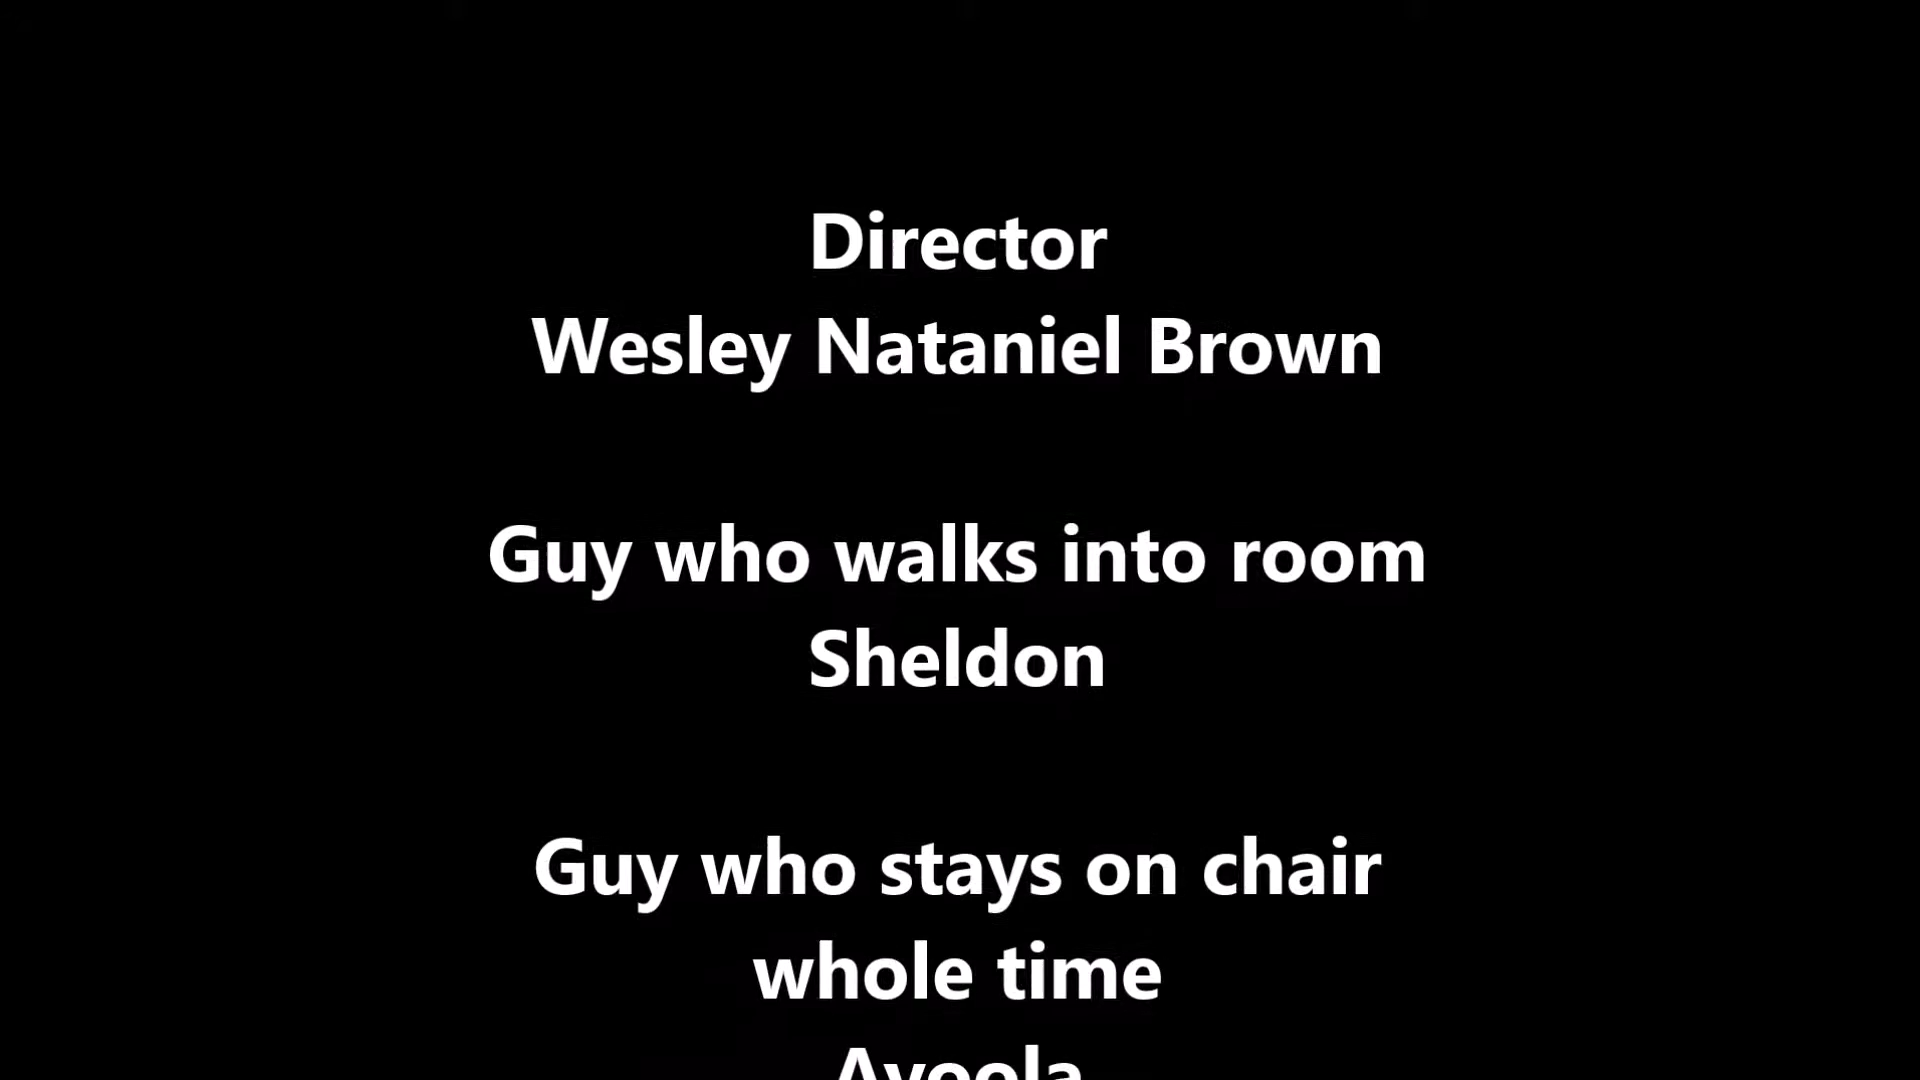 Director
Wesley Nataniel Brown
Guy who walks into room
Sheldon
Guy who stays on chair
whole time